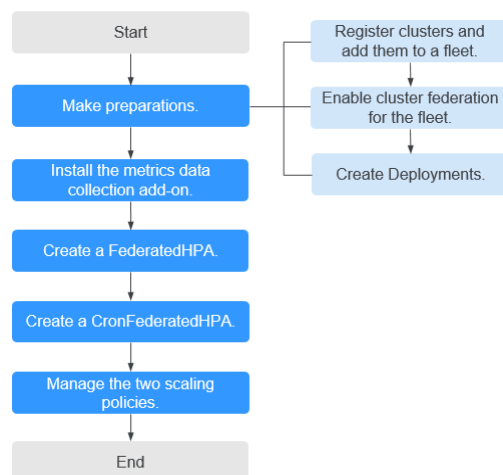 Start
Make preparations.
Install the metrics data
collection add-on.
Create a FederatedHPA.
Create a CronFederatedHPA.
Manage the two scaling
policies.
End
Register clusters and
add them to a fleet.
Enable cluster federation
for the fleet.
Create Deployments.